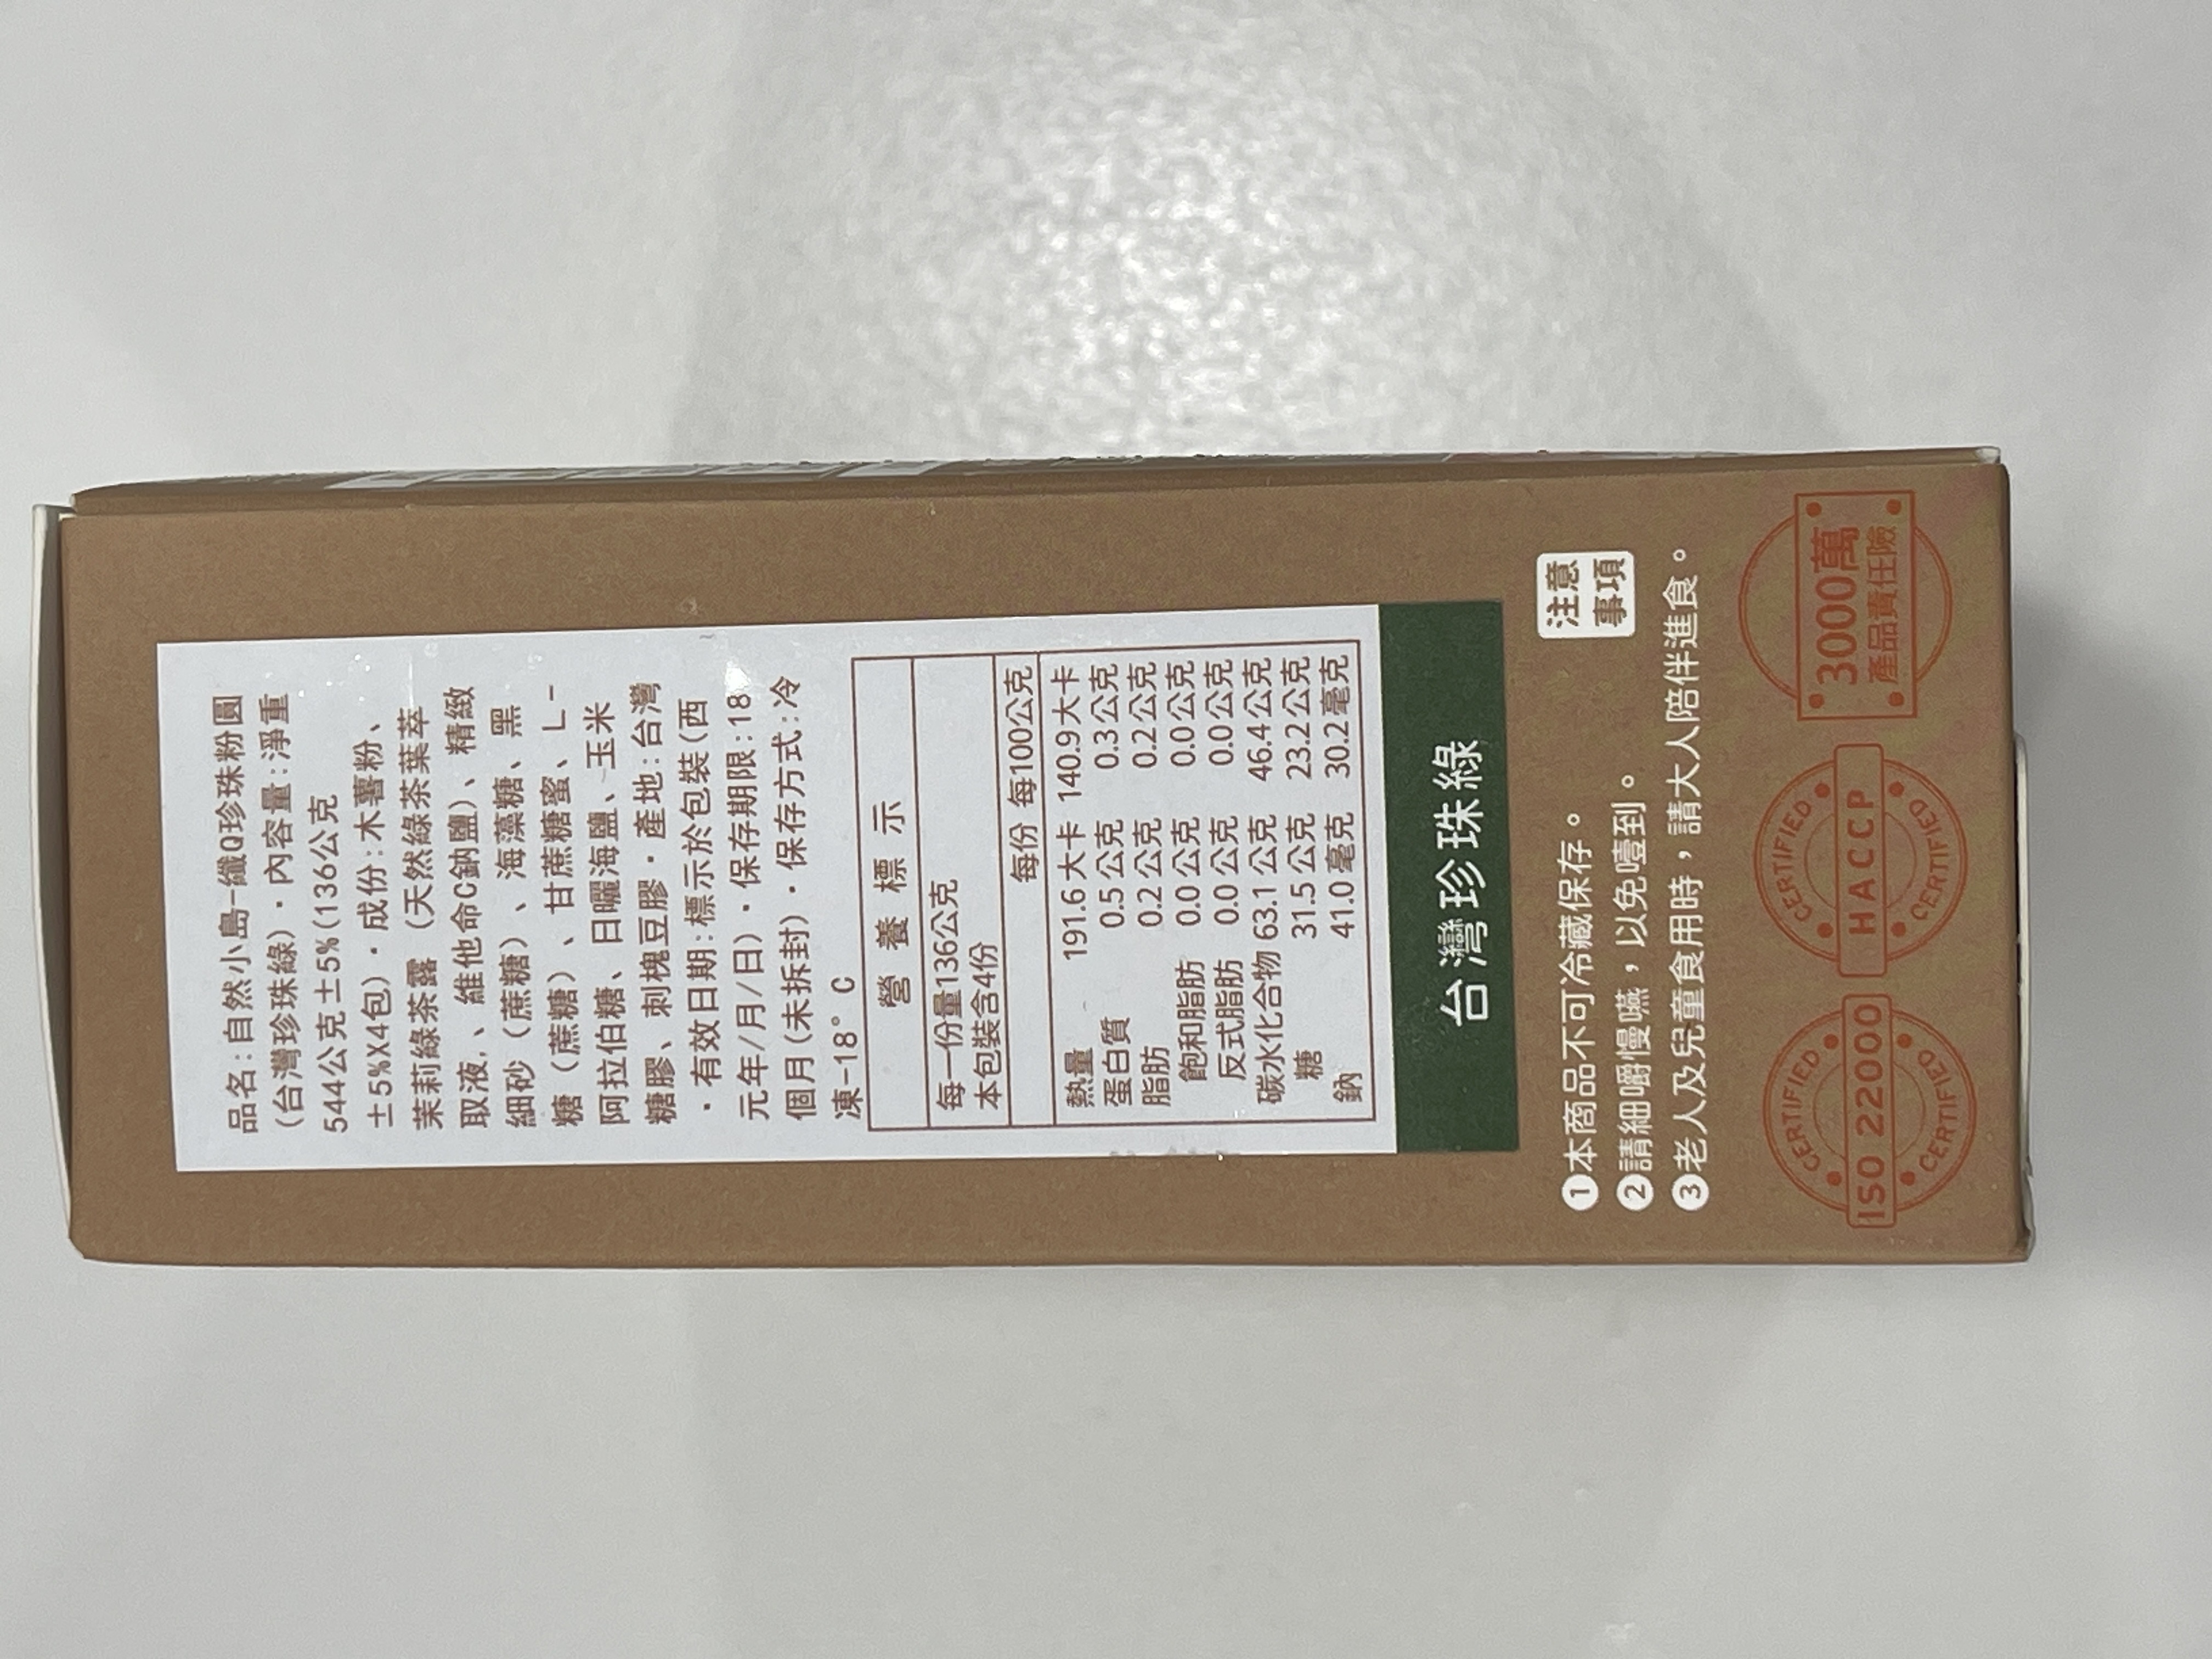 品名:自然小島-纖Q珍珠粉圓
(台灣珍珠綠)・內容量:淨重
544公克±5%(136公克
±5%X4包)・成份:木薯粉、
茉莉綠茶露 (天然綠茶葉萃
取液,、維他命C鈉鹽)、精緻
細砂 (蔗糖)、海藻糖、黑
糖 (蔗糖)、甘蔗糖蜜、L-
阿拉伯糖、日曬海鹽、玉米
糖膠、刺槐豆膠・產地:台灣
・有效日期:標示於包裝(西
元年/月/日)・保存期限:18
個月(未拆封)・保存方式:冷
凍-18° C
營 養 標 示
每一份量136公克
本包裝含4份
每份 每100公克
熱量 191.6 大卡 140.9 大卡
蛋白質 0.5 公克 0.3 公克
脂肪 0.2 公克 0.2 公克
飽和脂肪 0.0 公克 0.0 公克
反式脂肪 0.0 公克 0.0 公克
碳水化合物 63.1 公克 46.4 公克
糖 31.5 公克 23.2 公克
鈉 41.0 毫克 30.2 毫克
台灣珍珠綠
注意
事項
1本商品不可冷藏保存。
2請細嚼慢嚥，以免噎到。
3老人及兒童食用時，請大人陪伴進食。
CERTIFIED
ISO 22000
CERTIFIED
CERTIFIED
HACCP
CERTIFIED
3000萬
產品責任險